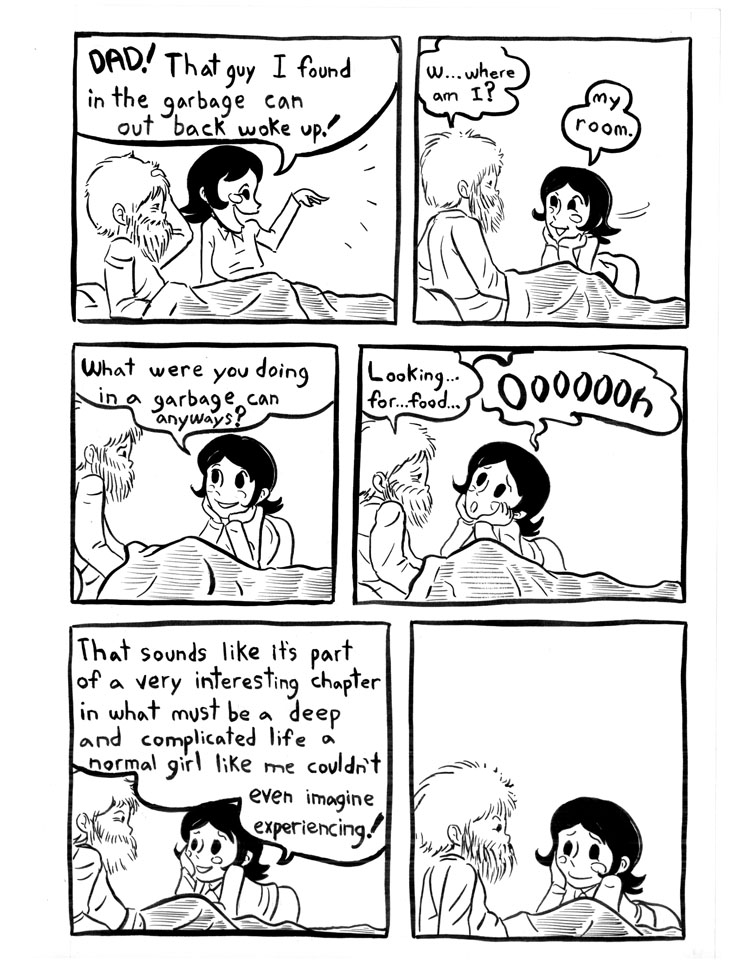 DAD! That guy I found
in the garbage can
out back woke up!
W...where
am I?
my
room.
What were you doing
in a garbage can
anyways?
Looking...
for...food...
Oooooooh
That sounds like it's part
of a very interesting chapter
in what must be a deep
and complicated life a
normal girl like me couldn't
even imagine
experiencing!